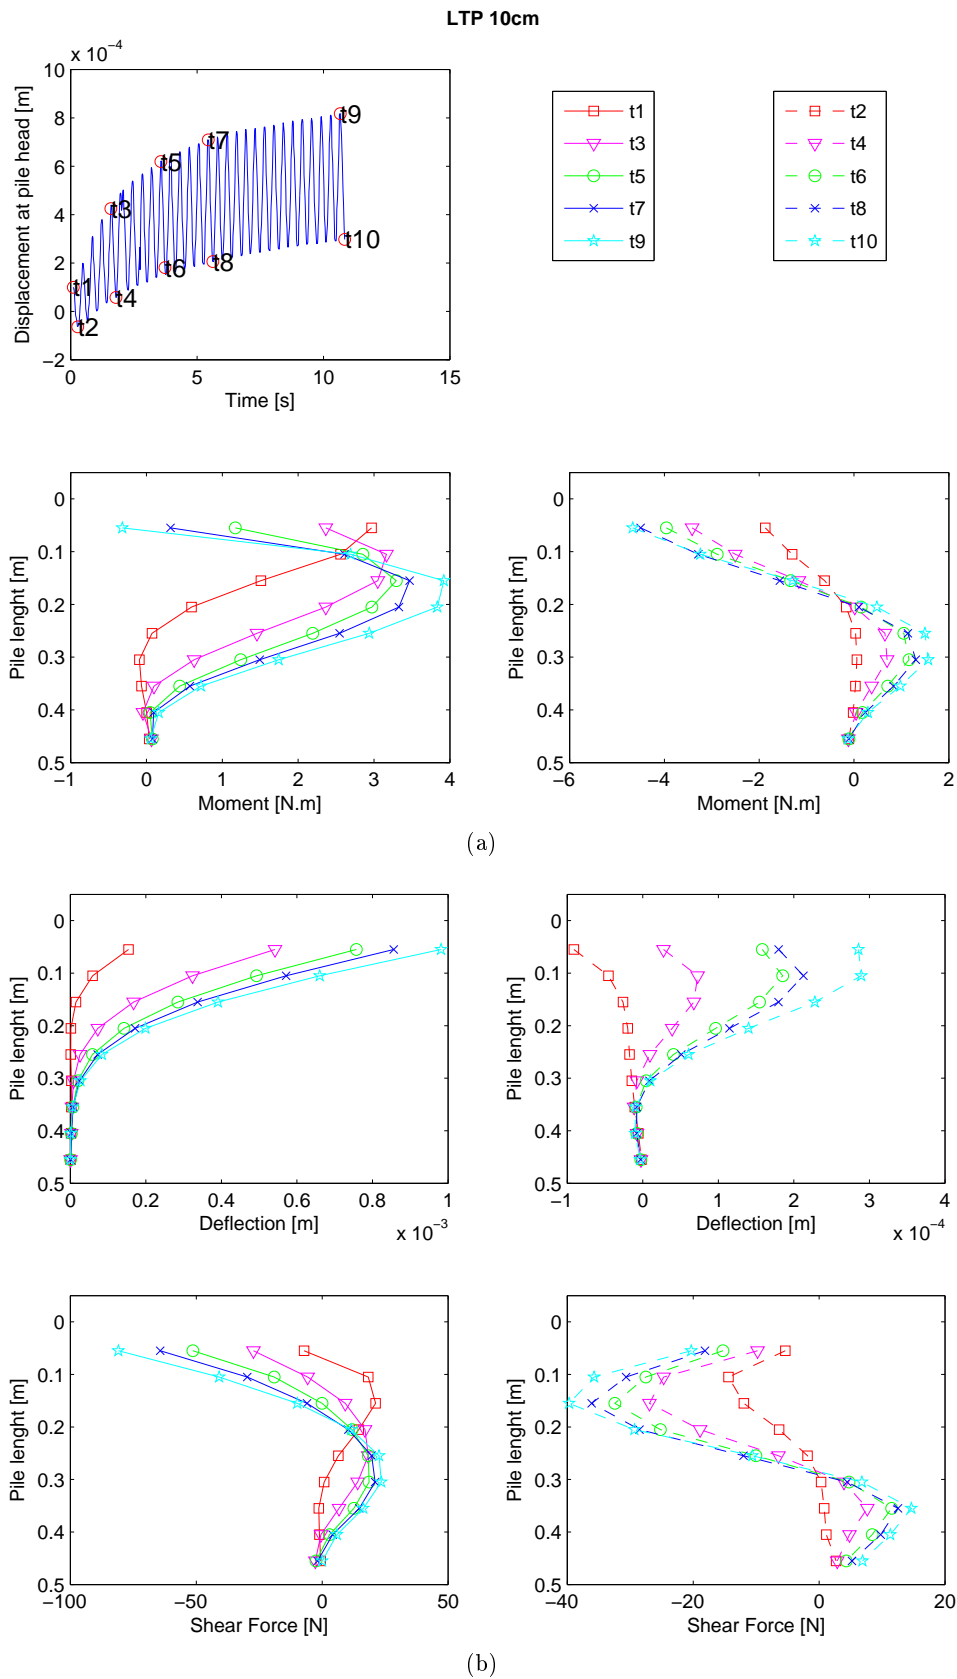 LTP 10cm
x 10−4
10
8
6
4
2
0
−2
Displacement at pile head [m]
t1
t2
t3
t4
t5
t6
t7
t8
t9
t10
0 5 10 15
Time [s]
t1
t3
t5
t7
t9
t2
t4
t6
t8
t10
0
0.1
0.2
0.3
0.4
0.5
Pile lenght [m]
−1 0 1 2 3 4
Moment [N.m]
0
0.1
0.2
0.3
0.4
0.5
Pile lenght [m]
−6 −4 −2 0 2
Moment [N.m]
(a)
0
0.1
0.2
0.3
0.4
0.5
Pile lenght [m]
0 0.2 0.4 0.6 0.8 1
Deflection [m]
x 10−3
0
0.1
0.2
0.3
0.4
0.5
Pile lenght [m]
−1 0 1 2 3 4
Deflection [m]
x 10−4
0
0.1
0.2
0.3
0.4
0.5
Pile lenght [m]
−100 −50 0 50
Shear Force [N]
0
0.1
0.2
0.3
0.4
0.5
Pile lenght [m]
−40 −20 0 20
Shear Force [N]
(b)